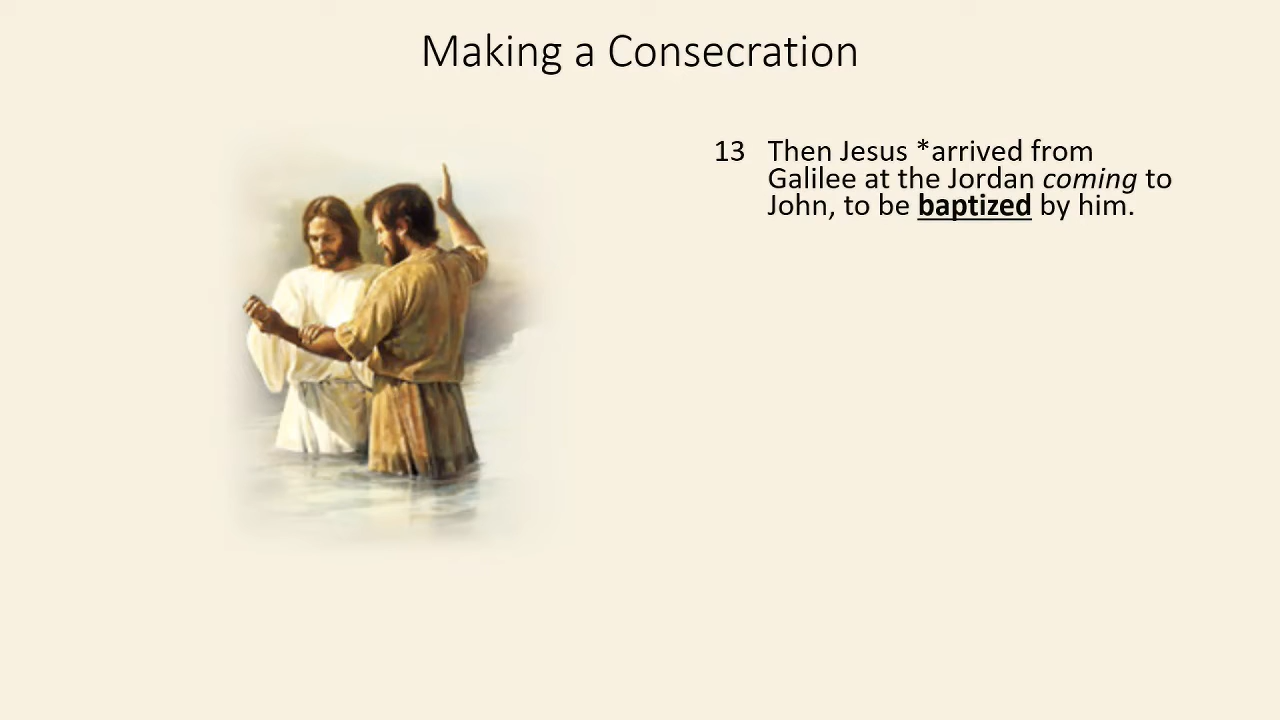 Making a Consecration
13 Then Jesus *arrived from
Galilee at the Jordan coming to
John, to be baptized by him.